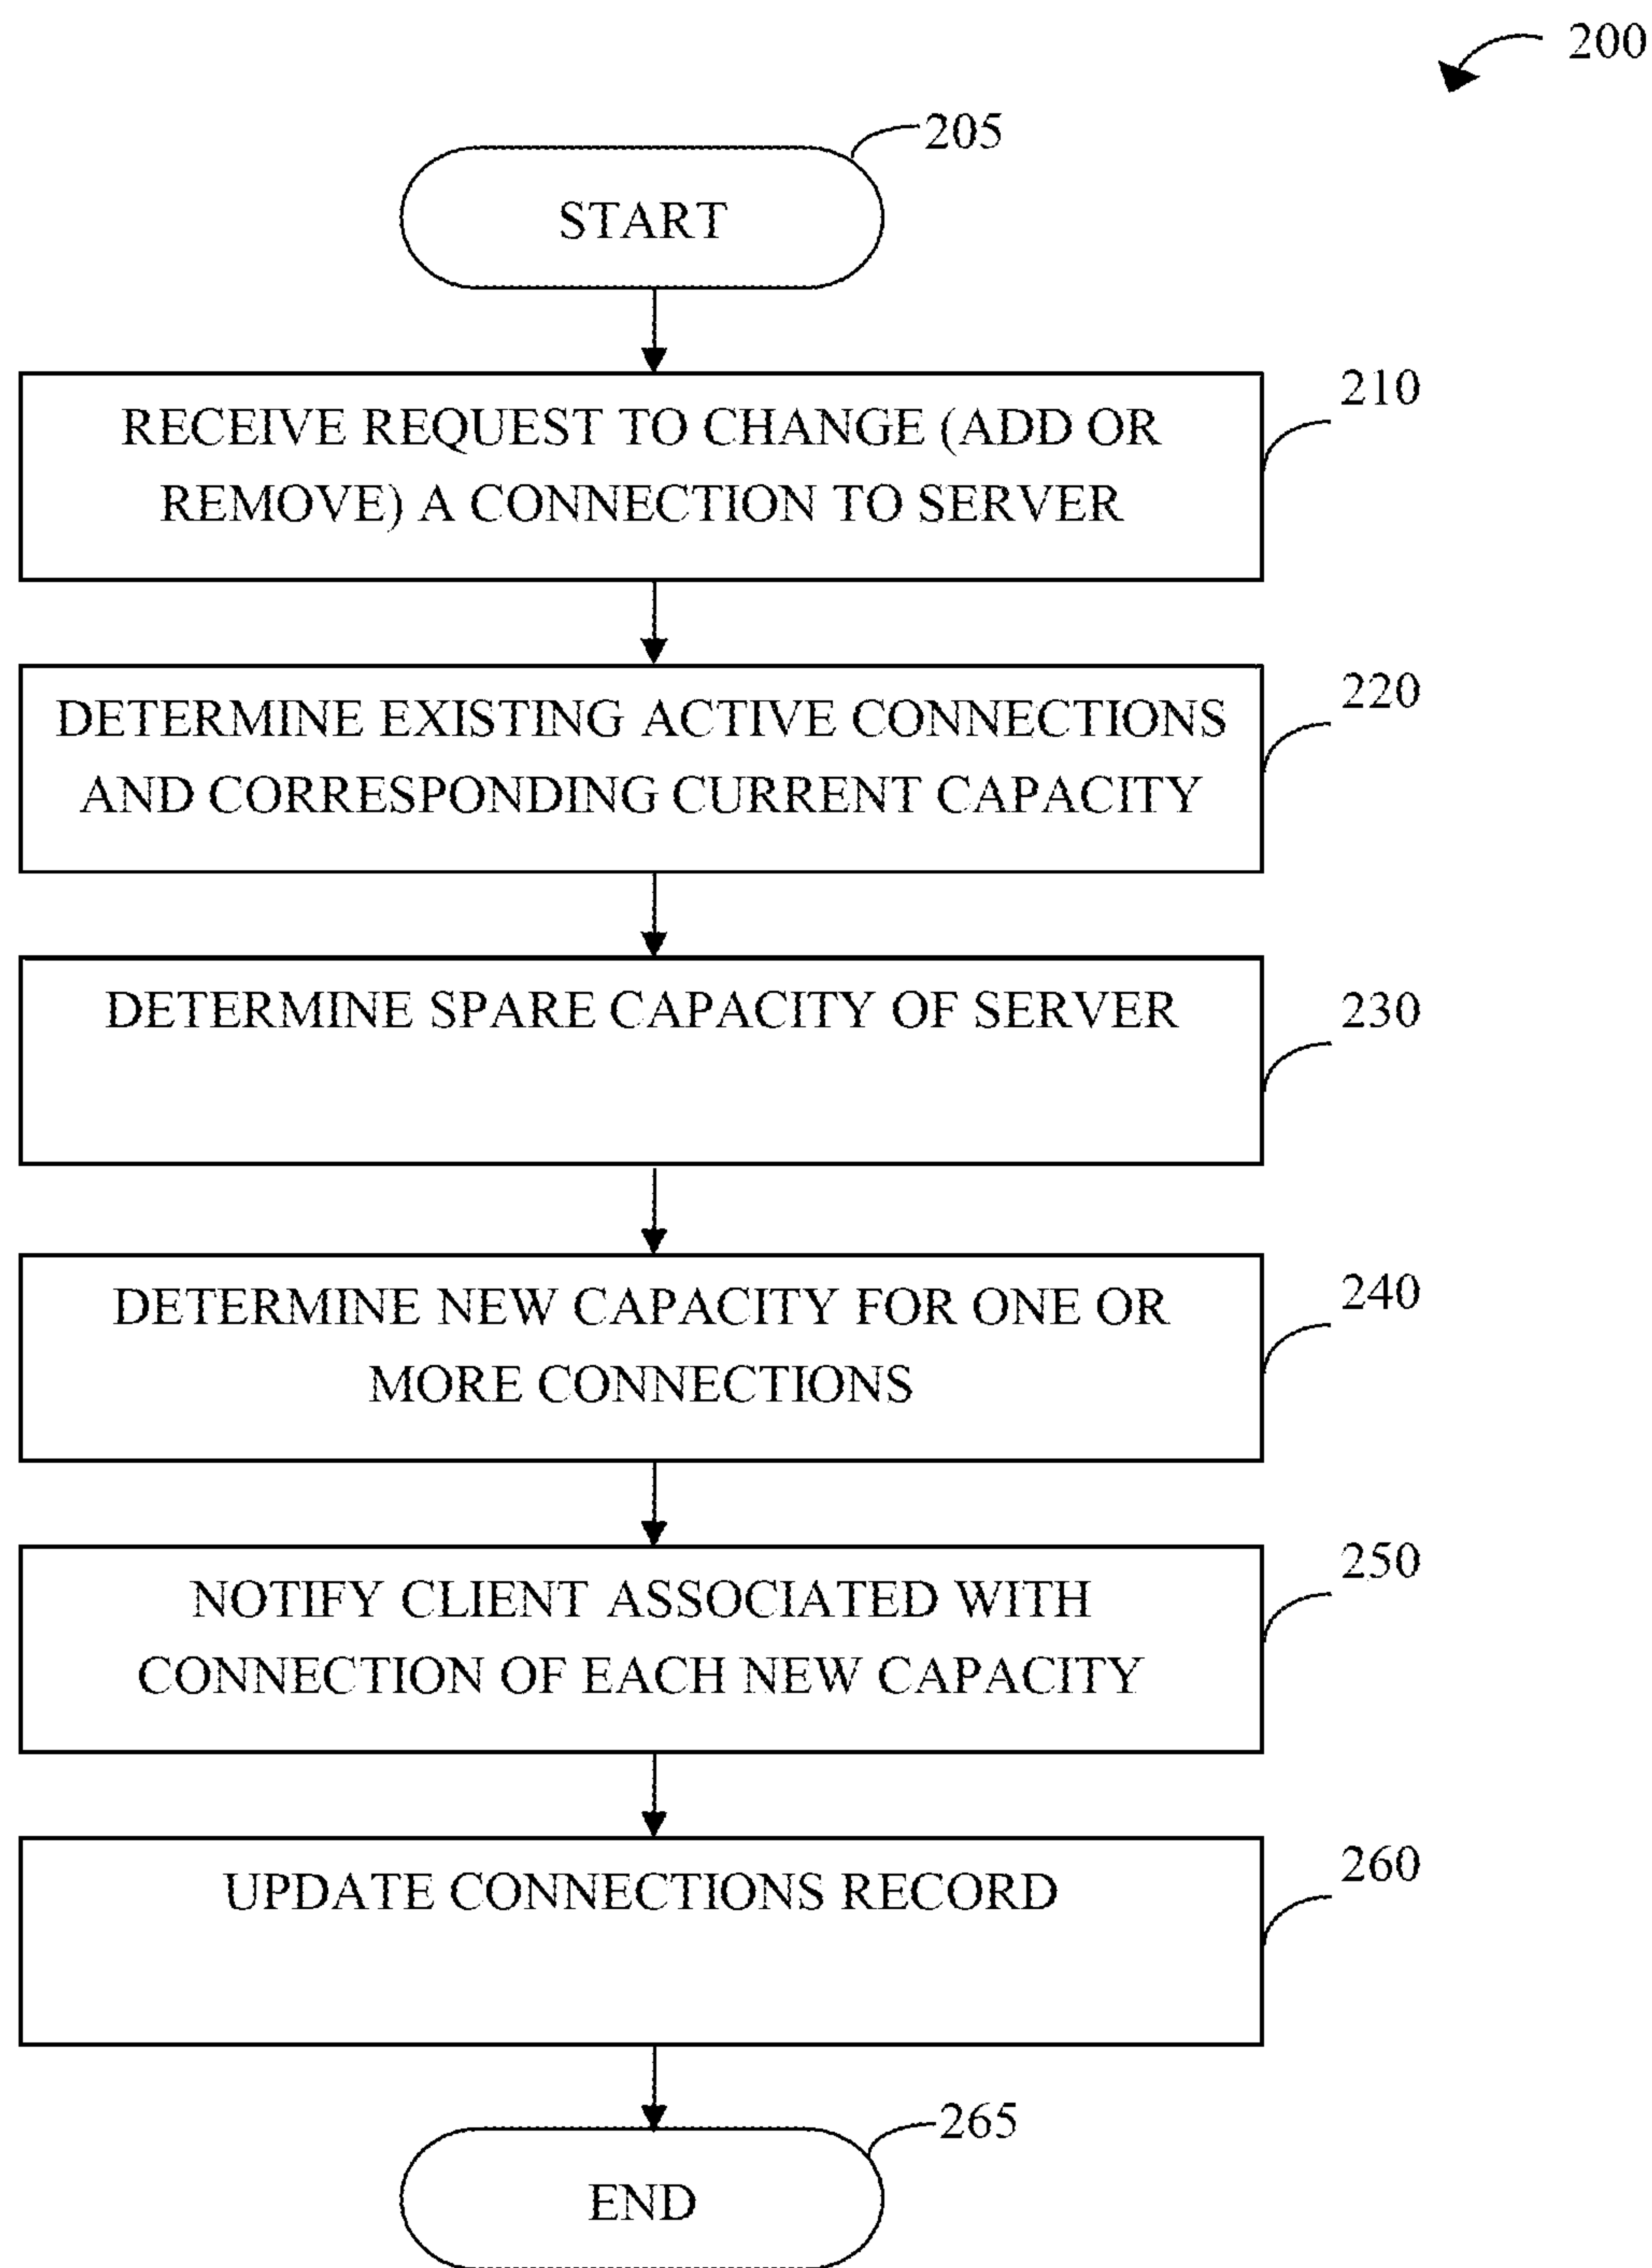 200
205
START
210
RECEIVE REQUEST TO CHANGE (ADD OR
REMOVE) A CONNECTION TO SERVER
220
DETERMINE EXISTING ACTIVE CONNECTIONS
AND CORRESPONDING CURRENT CAPACITY
230
DETERMINE SPARE CAPACITY OF SERVER
240
DETERMINE NEW CAPACITY FOR ONE OR
MORE CONNECTIONS
250
NOTIFY CLIENT ASSOCIATED WITH
CONNECTION OF EACH NEW CAPACITY
260
UPDATE CONNECTIONS RECORD
265
END